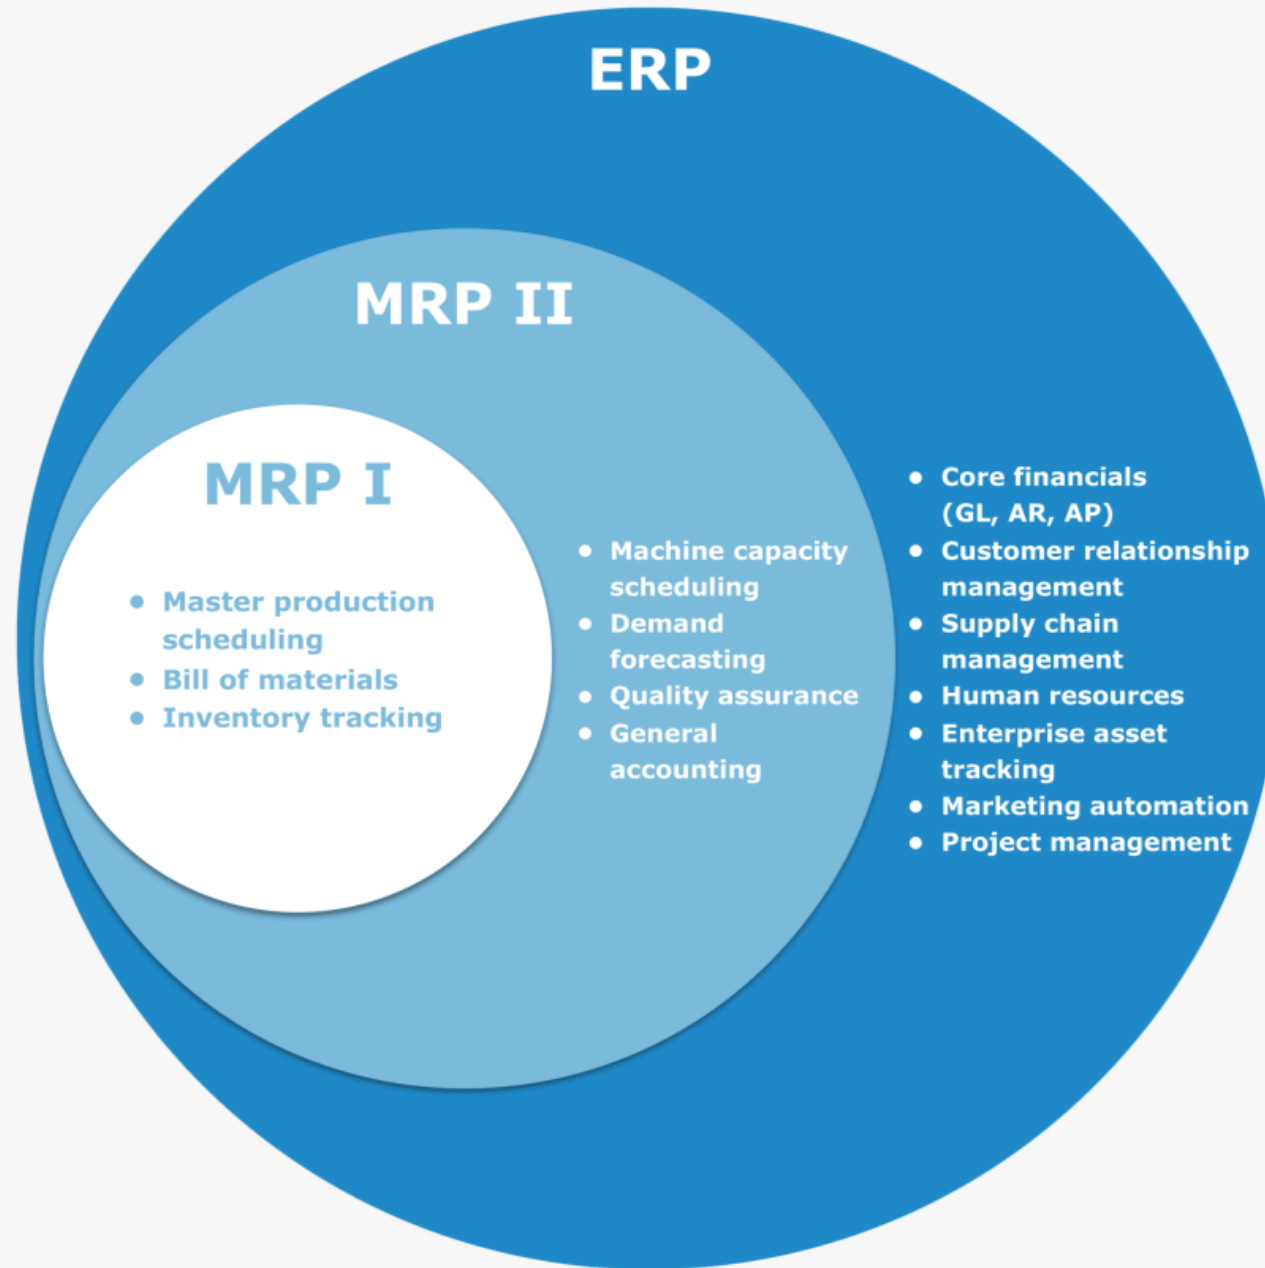 ERP
MRP II
MRP I
• Master production
scheduling
• Bill of materials
• Inventory tracking
• Machine capacity
scheduling
• Demand
forecasting
• Quality assurance
• General
accounting
• Core financials
(GL, AR, AP)
• Customer relationship
management
• Supply chain
management
• Human resources
• Enterprise asset
tracking
• Marketing automation
• Project management